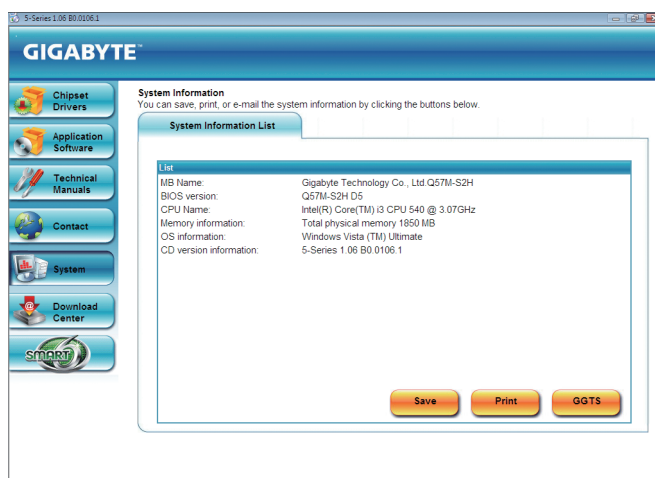 5-Series 1.06 B0.0106.1
GIGABYTE™
Chipset
Drivers
Application
Software
Technical
Manuals
Contact
System
Download
Center
SMART 6
System Information
You can save, print, or e-mail the system information by clicking the buttons below.
System Information List
List
MB Name: Gigabyte Technology Co., Ltd.Q57M-S2H
BIOS version: Q57M-S2H D5
CPU Name: Intel(R) Core(TM) i3 CPU 540 @ 3.07GHz
Memory information: Total physical memory 1850 MB
OS information: Windows Vista (TM) Ultimate
CD version information: 5-Series 1.06 B0.0106.1
Save Print GGTS